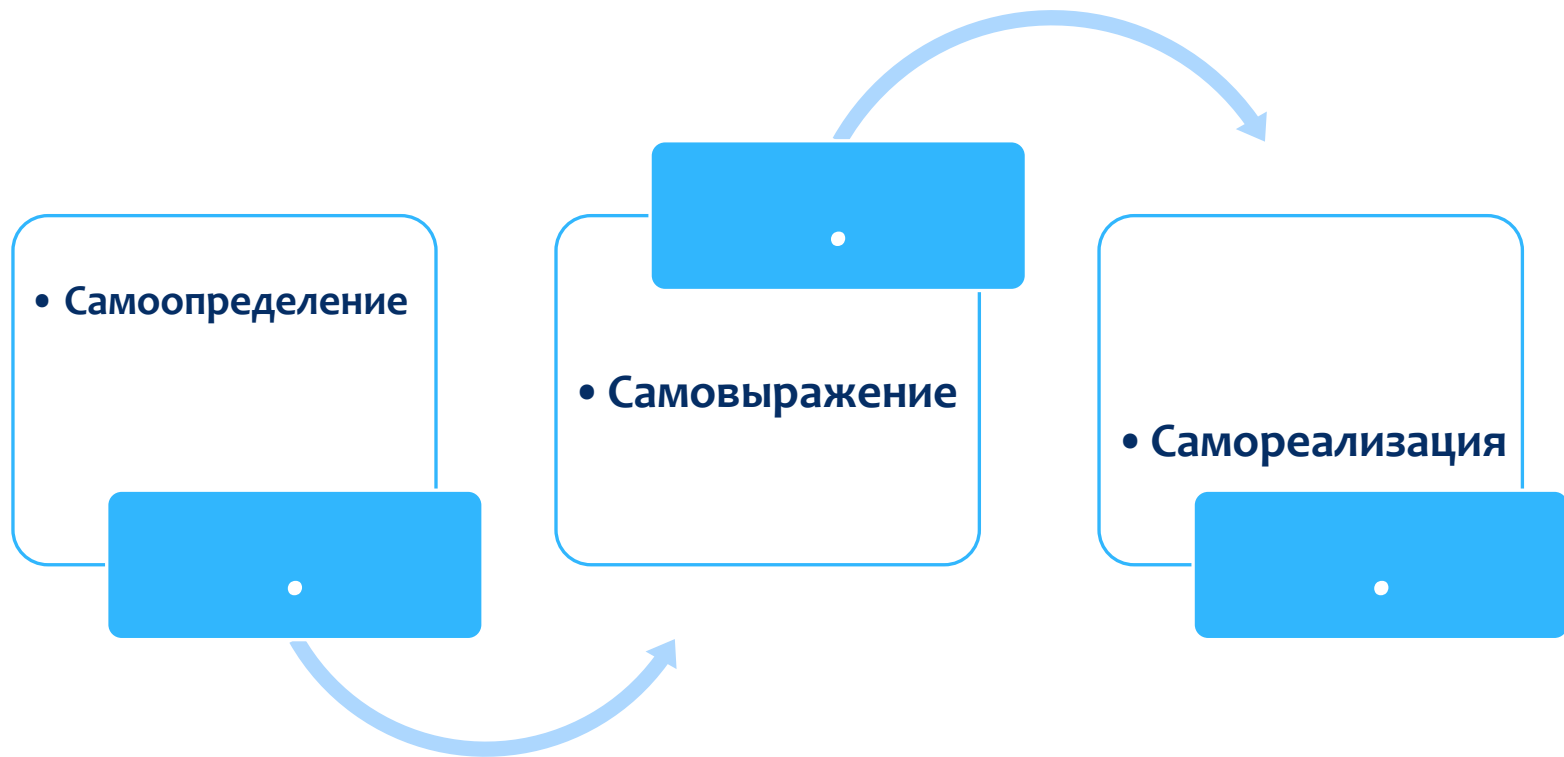 • Самоопределение
.
.
• Самовыражение
• Самореализация
.